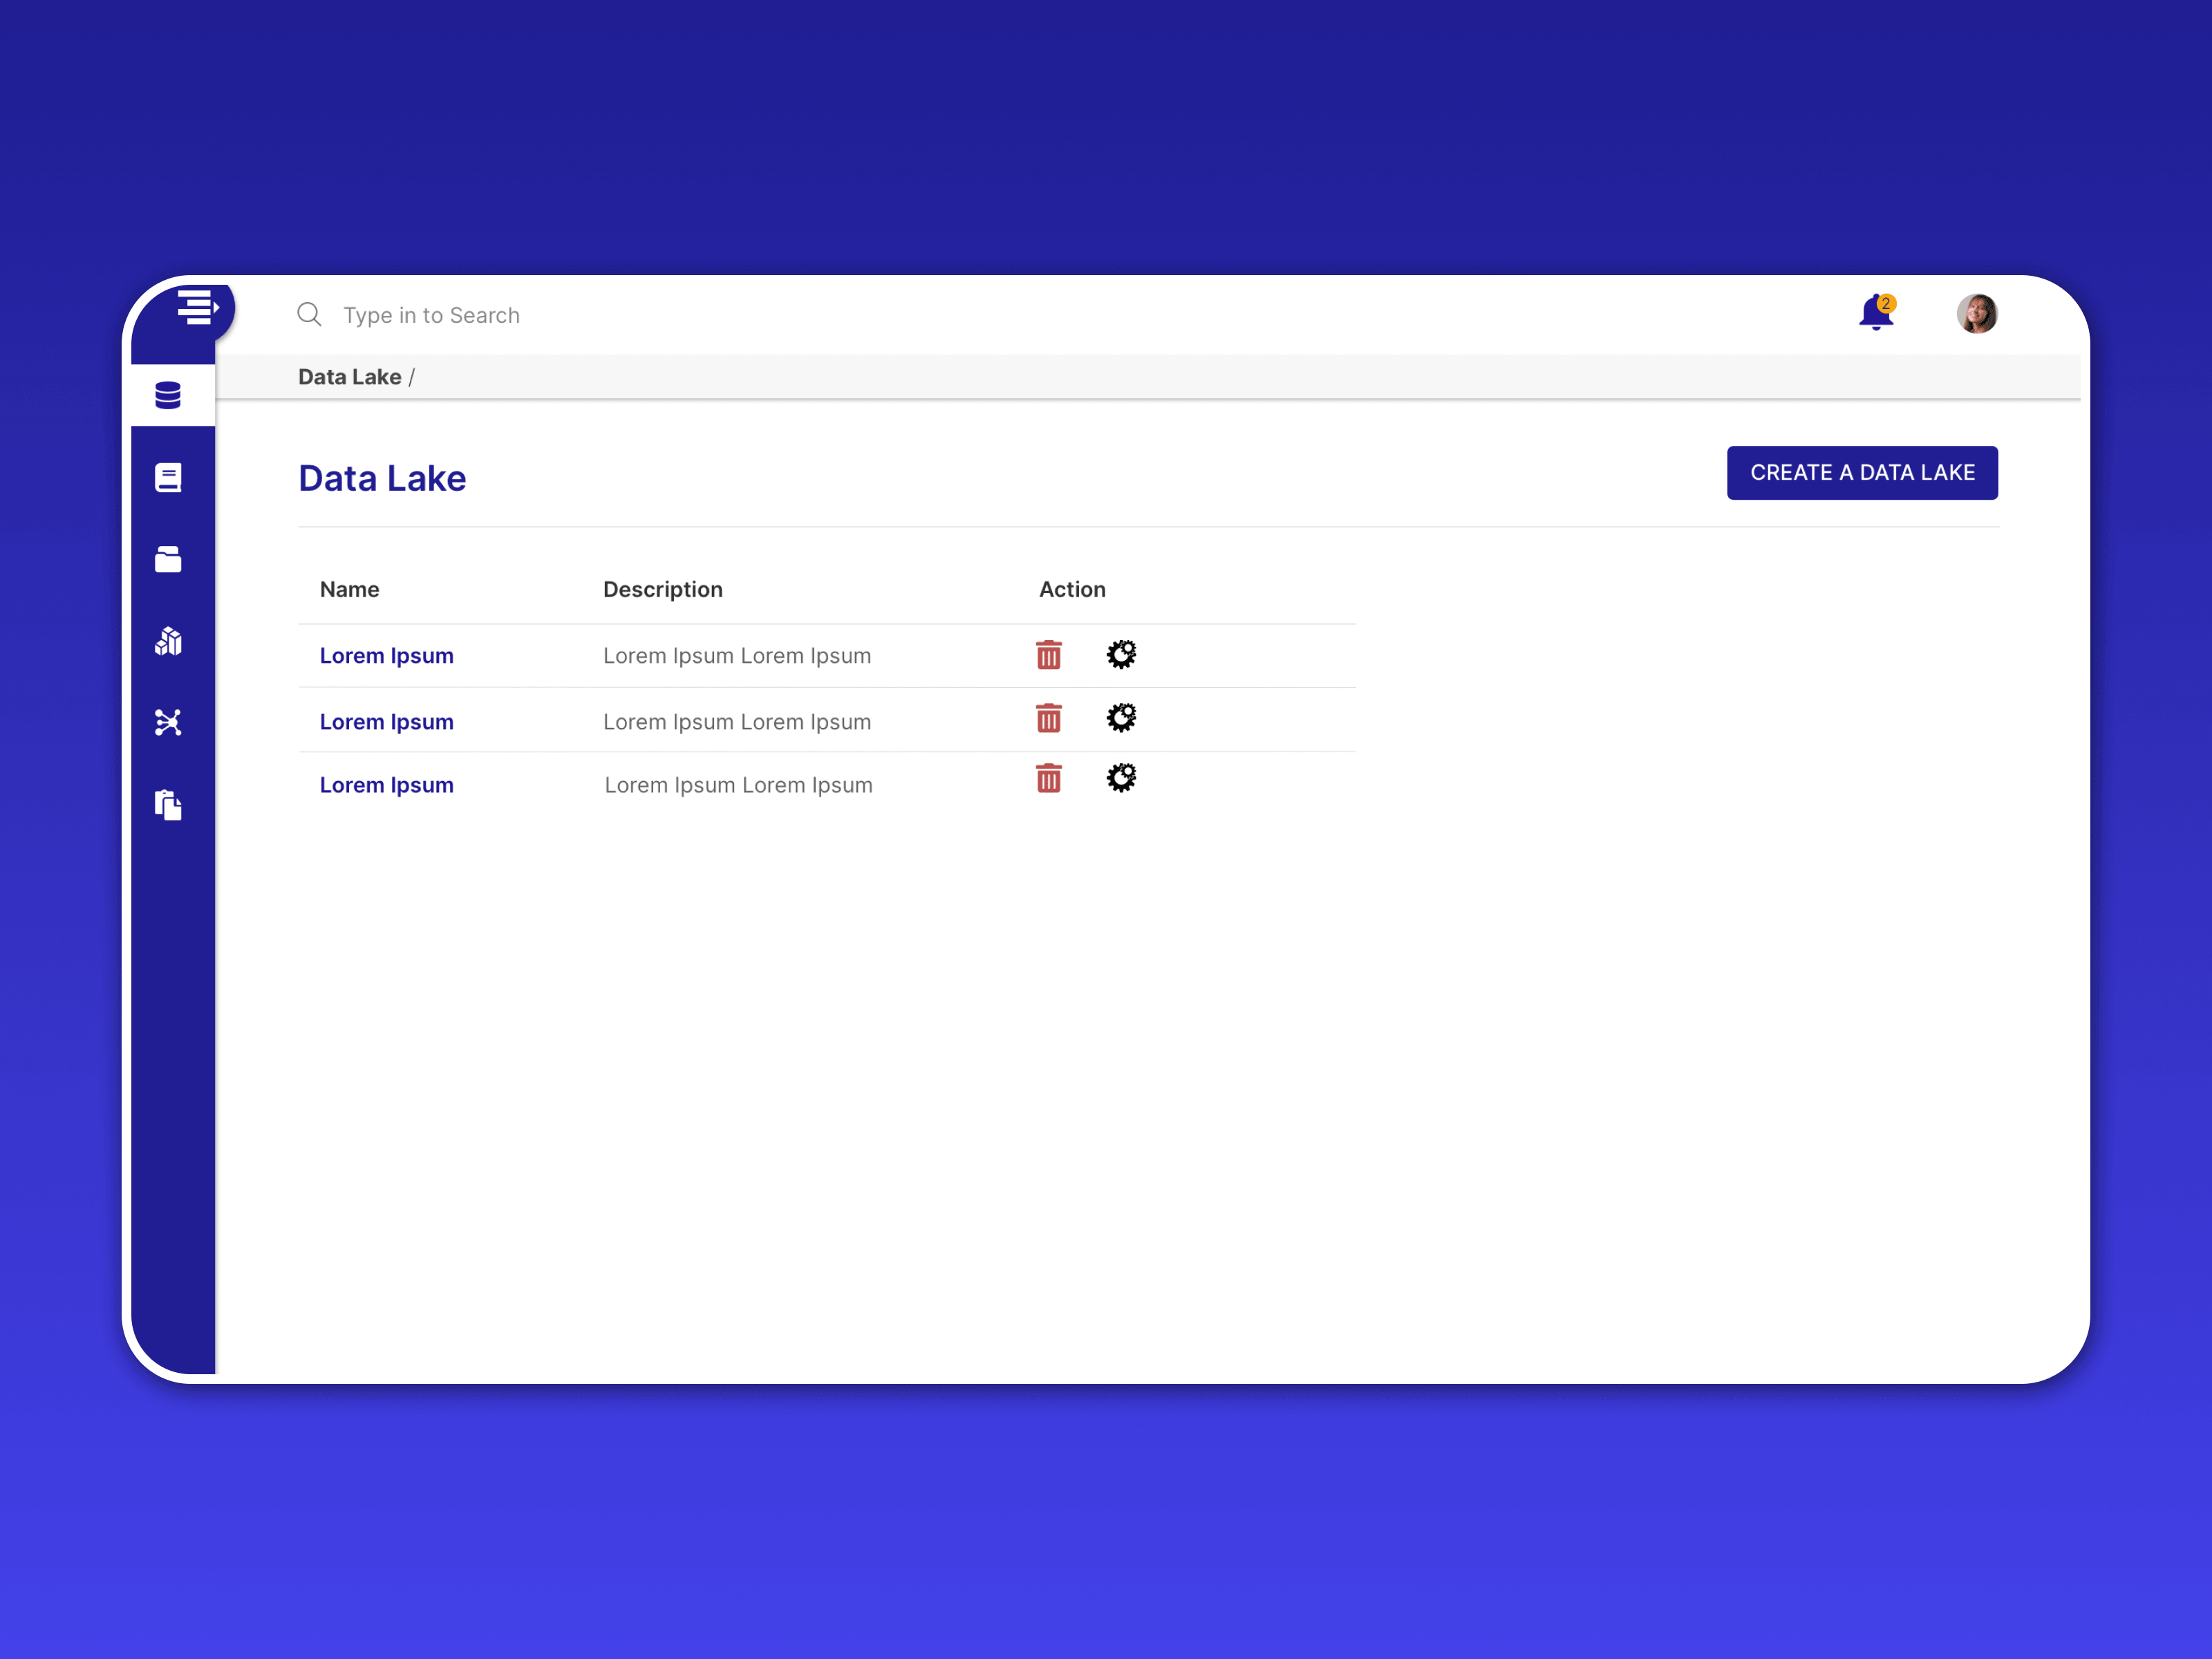 Type in to Search
2
Data Lake /
Data Lake
CREATE A DATA LAKE
Name Description Action
Lorem Ipsum Lorem Ipsum Lorem Ipsum
Lorem Ipsum Lorem Ipsum Lorem Ipsum
Lorem Ipsum Lorem Ipsum Lorem Ipsum